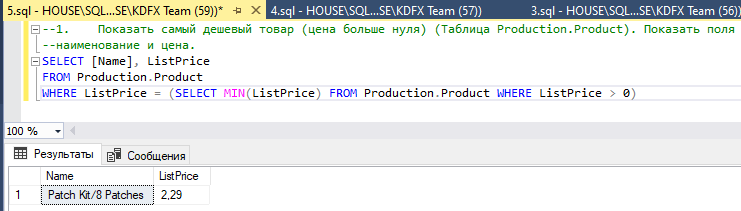 5.sql - HOUSE\SQL...SE\KDFX Team (59))* 4.sql - HOUSE\SQL...SE\KDFX Team (57)) 3.sql - HOUSE\SQL...SE\KDFX Team (56))
--1. Показать самый дешевый товар (цена больше нуля) (Таблица Production.Product). Показать поля
--наименование и цена.
SELECT [Name], ListPrice
FROM Production.Product
WHERE ListPrice = (SELECT MIN(ListPrice) FROM Production.Product WHERE ListPrice > 0)
100 %
Результаты Сообщения
Name ListPrice
1 Patch Kit/8 Patches 2,29